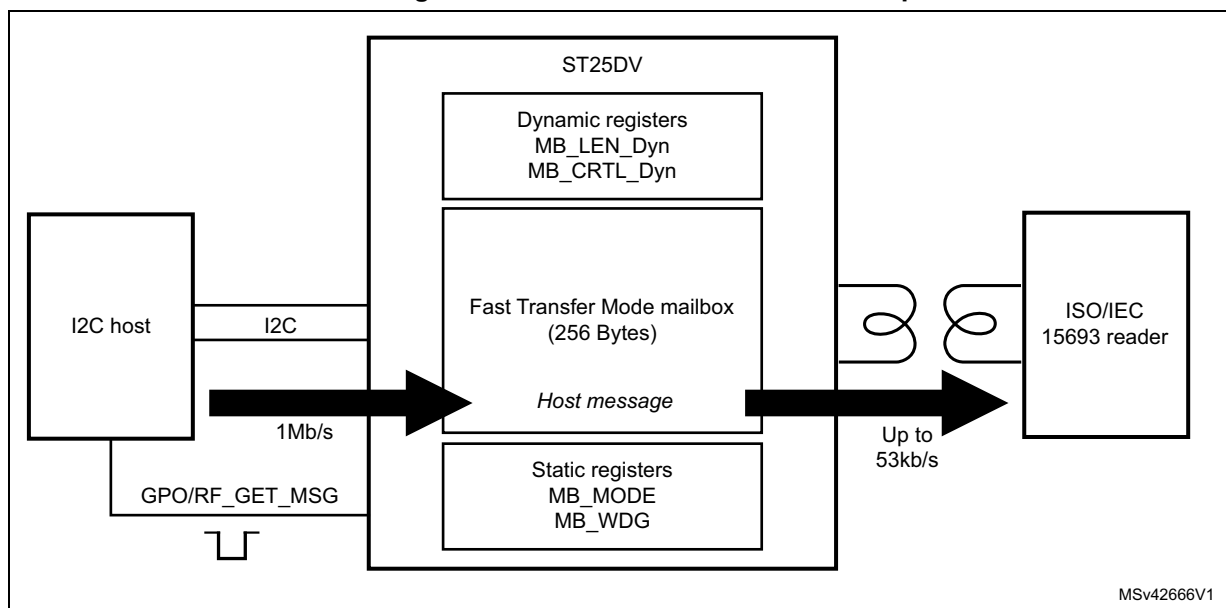 ST25DV
Dynamic registers
MB_LEN_Dyn
MB_CRTL_Dyn
I2C host
I2C
Fast Transfer Mode mailbox
(256 Bytes)
ISO/IEC
15693 reader
Host message
1Mb/s
Up to
53kb/s
GPO/RF_GET_MSG
Static registers
MB_MODE
MB_WDG
MSv42666V1